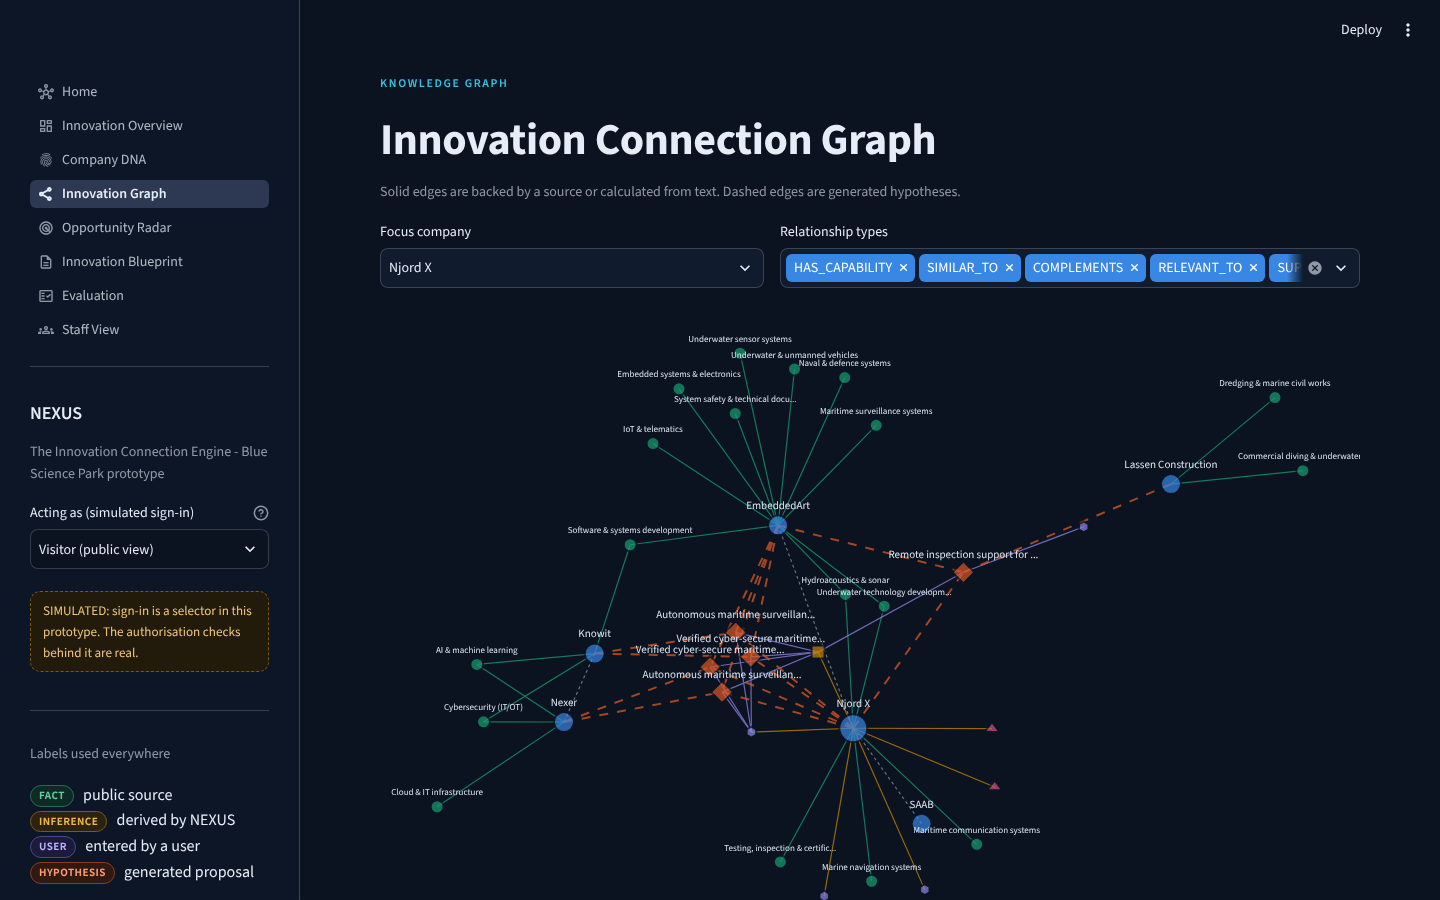 Deploy
Home
Innovation Overview
Company DNA
Innovation Graph
Opportunity Radar
Innovation Blueprint
Evaluation
Staff View
NEXUS
The Innovation Connection Engine - Blue
Science Park prototype
Acting as (simulated sign-in)
Visitor (public view)
SIMULATED: sign-in is a selector in this
prototype. The authorisation checks
behind it are real.
Labels used everywhere
FACT public source
INFERENCE derived by NEXUS
USER entered by a user
HYPOTHESIS generated proposal
KNOWLEDGE GRAPH
Innovation Connection Graph
Solid edges are backed by a source or calculated from text. Dashed edges are generated hypotheses.
Focus company
Njord X
Relationship types
HAS_CAPABILITY
SIMILAR_TO
COMPLEMENTS
RELEVANT_TO
SUP
Underwater sensor systems
Underwater & unmanned vehicles
Naval & defence systems
Embedded systems & electronics
Dredging & marine civil works
System safety & technical docu...
Maritime surveillance systems
IoT & telematics
Commercial diving & underwater
Lassen Construction
EmbeddedArt
Software & systems development
Remote inspection support for ...
Hydroacoustics & sonar
Underwater technology developm...
Autonomous maritime surveillan...
Knowit
Verified cyber-secure maritime...
Verified cyber-secure maritime...
AI & machine learning
Autonomous maritime surveillan...
Nexer
Njord X
Cybersecurity (IT/OT)
Cloud & IT infrastructure
SAAB
Maritime communication systems
Testing, inspection & certific...
Marine navigation systems